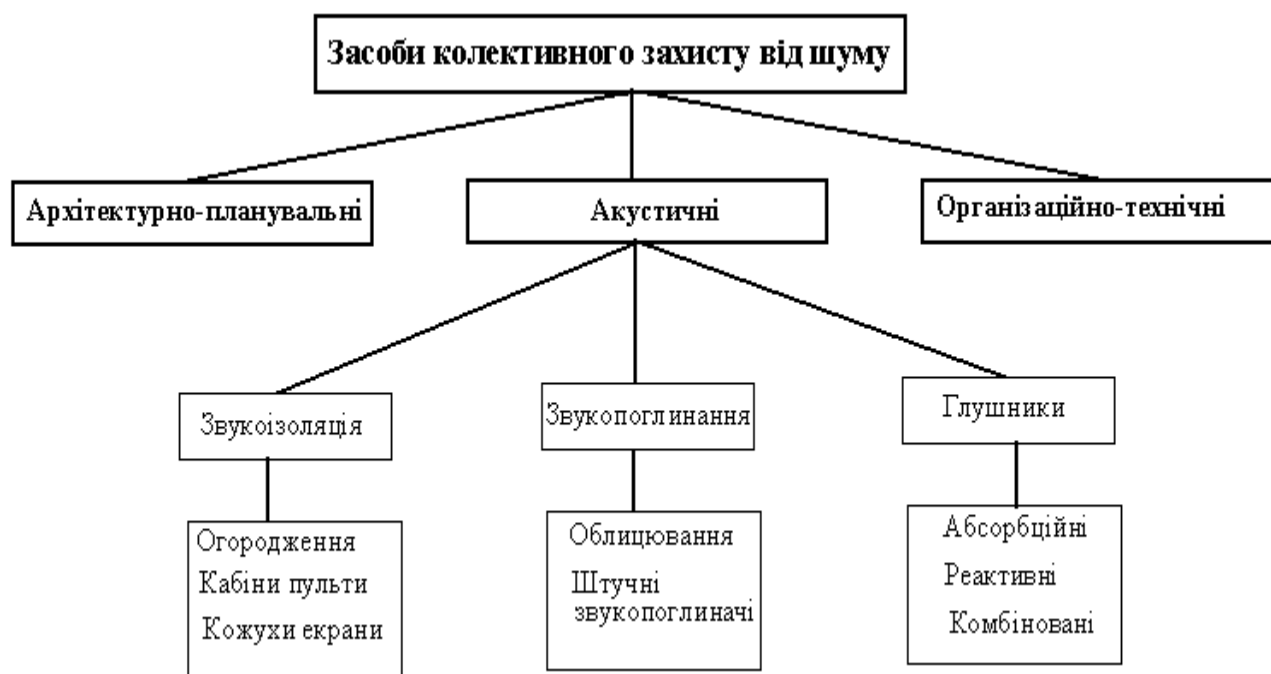 Засоби колективного захисту від шуму
Архітектурно-планувальні
Акустичні
Організаційно-технічні
Звукоізоляція
Звукопоглинання
Глушники
Огородження
Кабіни пульти
Кожухи екрани
Облицювання
Штучні
звукопоглиначі
Абсорбційні
Реактивні
Комбіновані